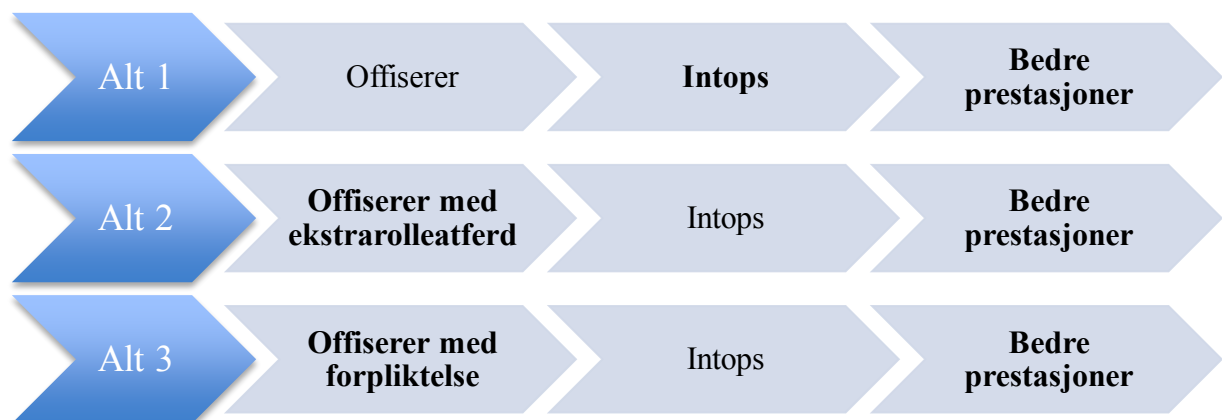 Alt 1
Offiserer
Intops
Bedre
prestasjoner
Alt 2
Offiserer med
ekstrarolleatferd
Intops
Bedre
prestasjoner
Alt 3
Offiserer med
forpliktelse
Intops
Bedre
prestasjoner